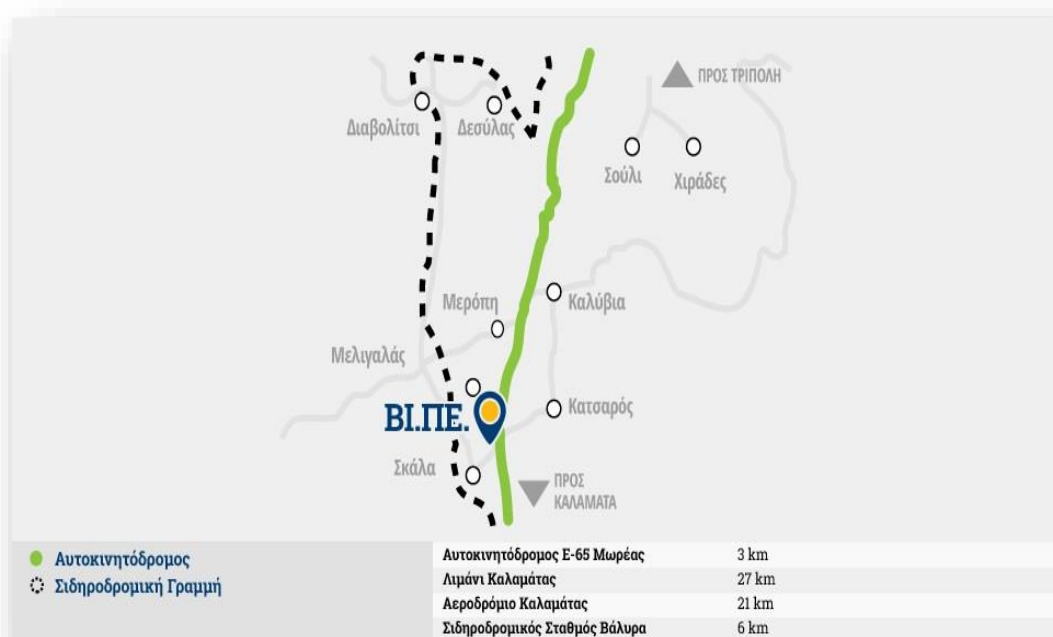 ΠΡΟΣ ΤΡΙΠΟΛΗ
Διαβολίτσι
Δεσύλας
Σούλι
Χιράδες
Μερόπη
Καλύβια
Μελιγαλάς
ΒΙ.ΠΕ.
Κατσαρός
Σκάλα
ΠΡΟΣ
ΚΑΛΑΜΑΤΑ
Αυτοκινητόδρομος
Σιδηροδρομική Γραμμή
Αυτοκινητόδρομος Ε-65 Μωρέας 3 km
Λιμάνι Καλαμάτας 27 km
Αεροδρόμιο Καλαμάτας 21 km
Σιδηροδρομικός Σταθμός Βάλυρα 6 km